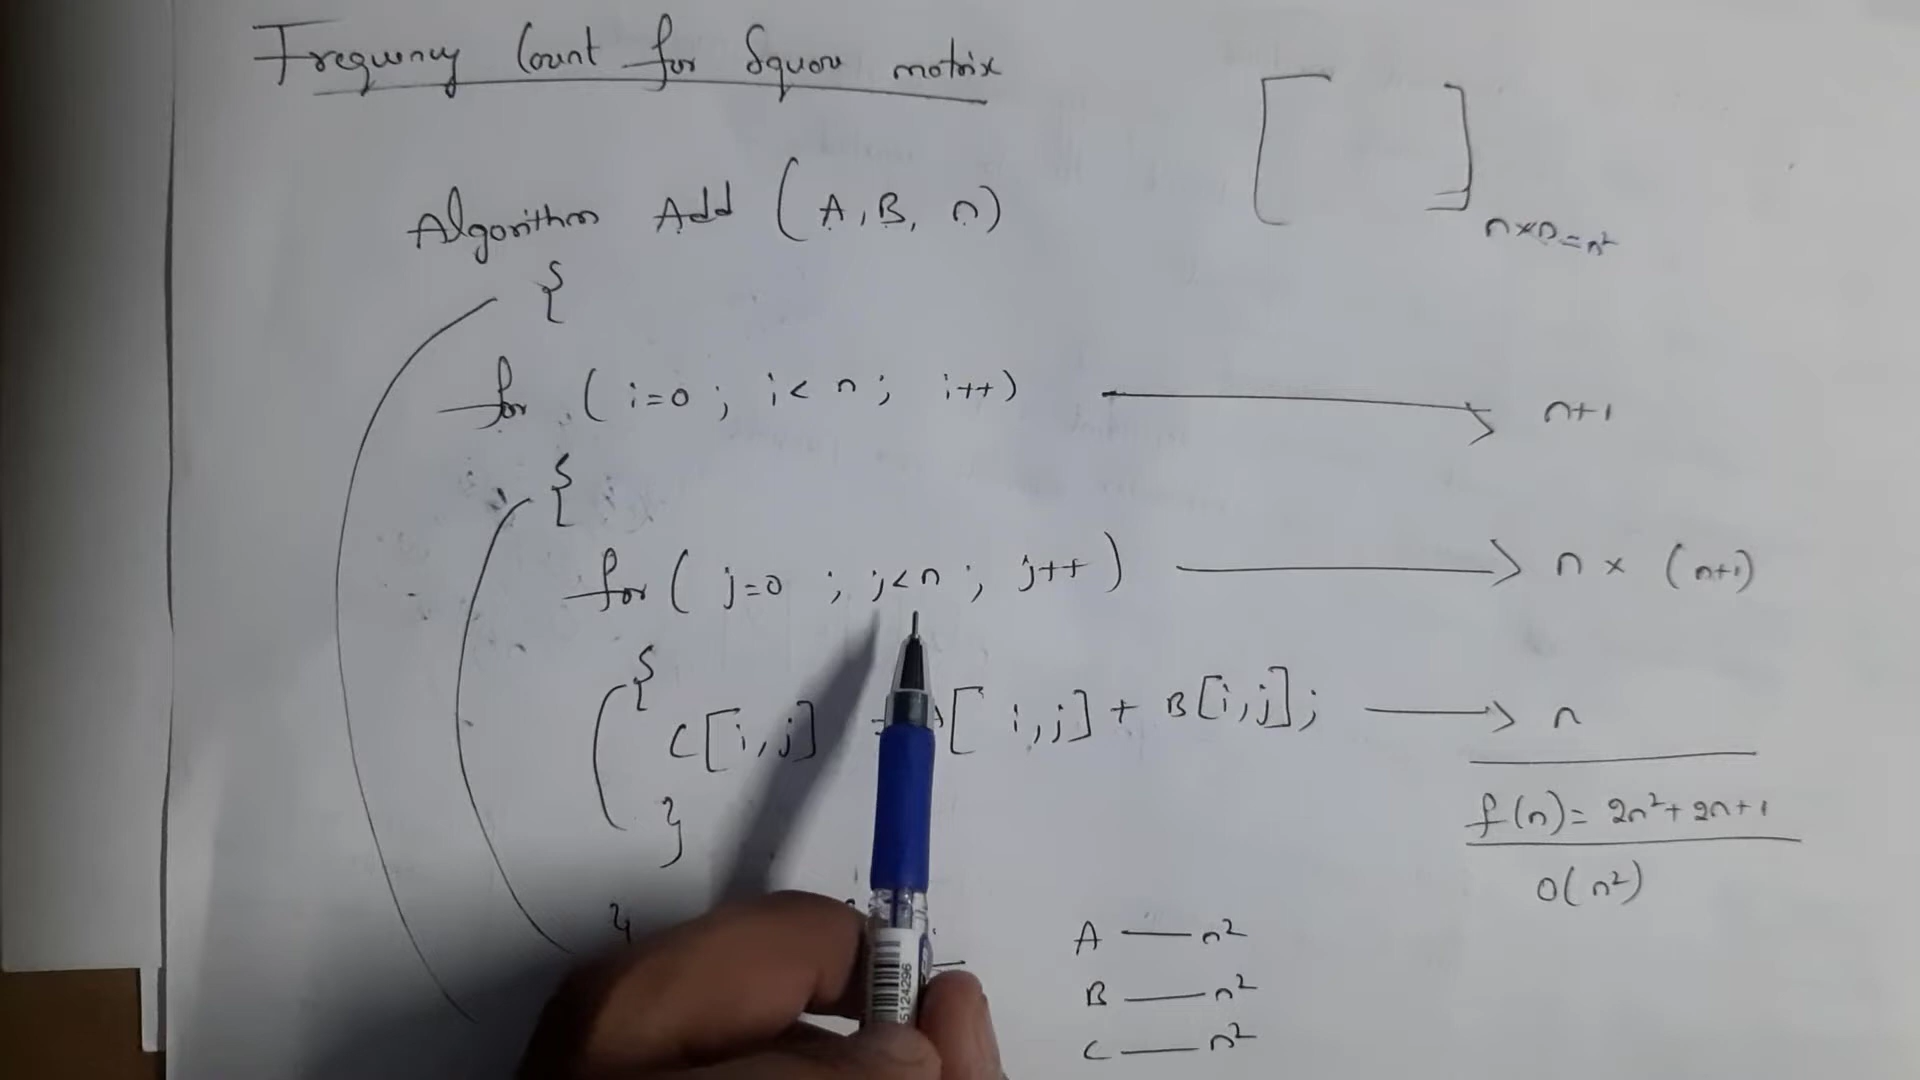 Frequency Count for Square matrix
n×n=n²
Algorithm Add (A, B, n)
{
for (i=0; i<n; i++) n+1
{
for (j=0; j<n; j++) n × (n+1)
{
C[i,j] = A[i,j] + B[i,j]; n
}
f(n)= 2n²+2n+1
O(n²)
}
A — n²
B — n²
C — n²
5124296